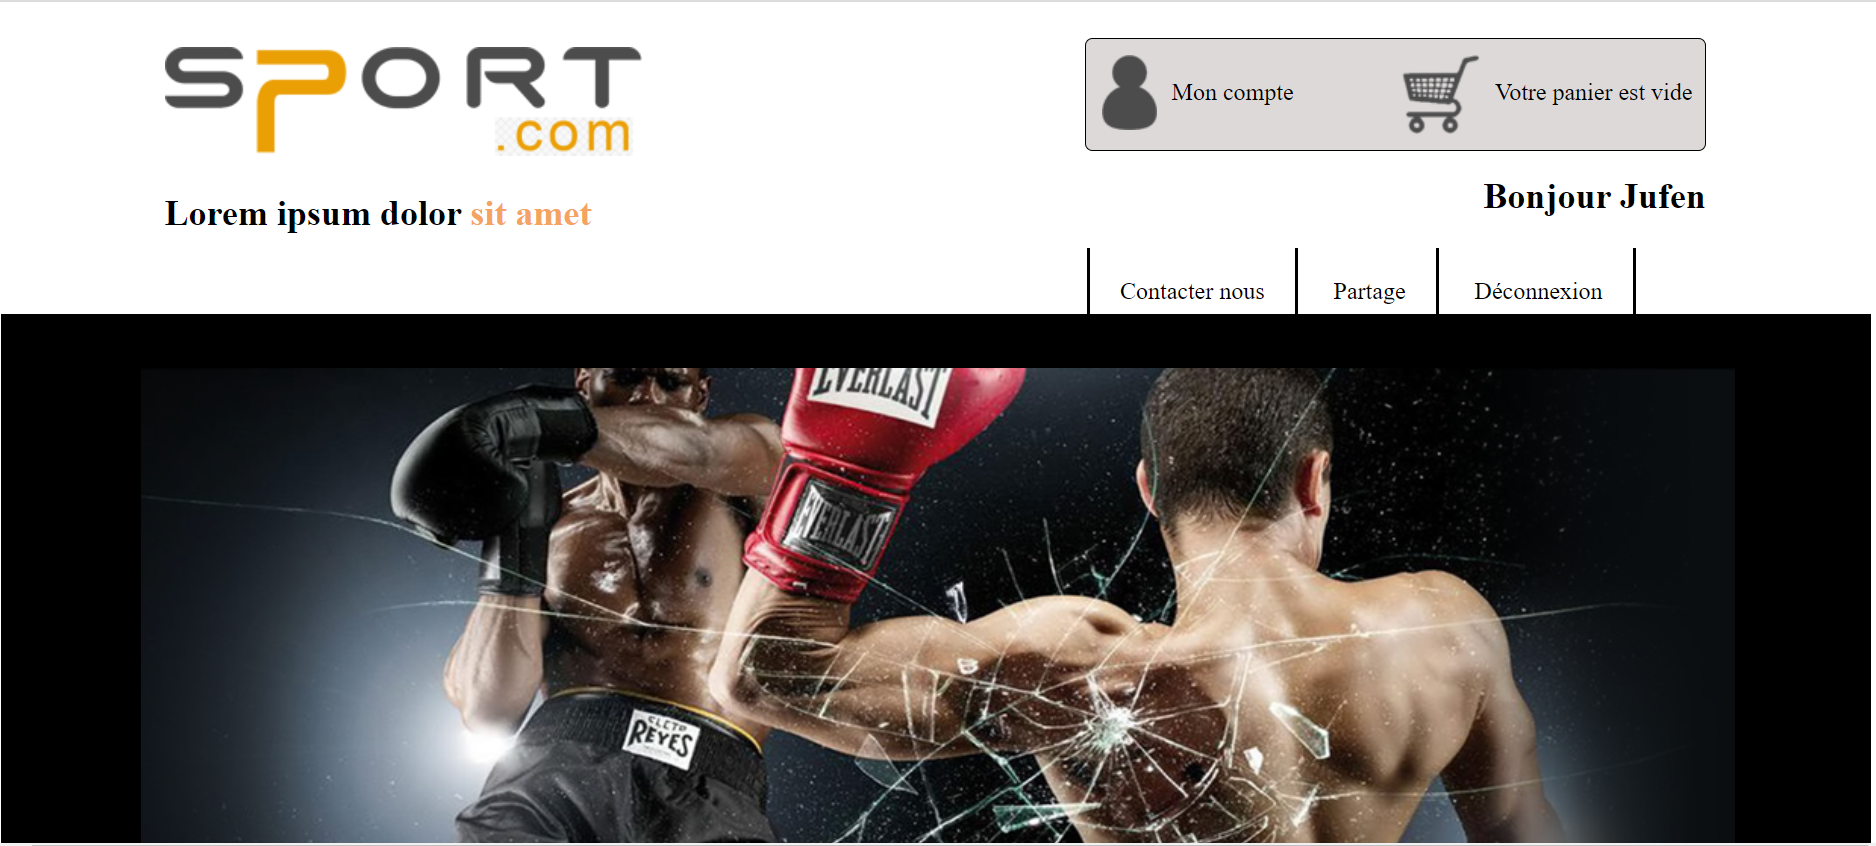 SPORT
.com
Mon compte
Votre panier est vide
Lorem ipsum dolor sit amet
Bonjour Jufen
Contacter nous
Partage
Déconnexion
EVERLAST
EVERLAST
CLETO
REYES